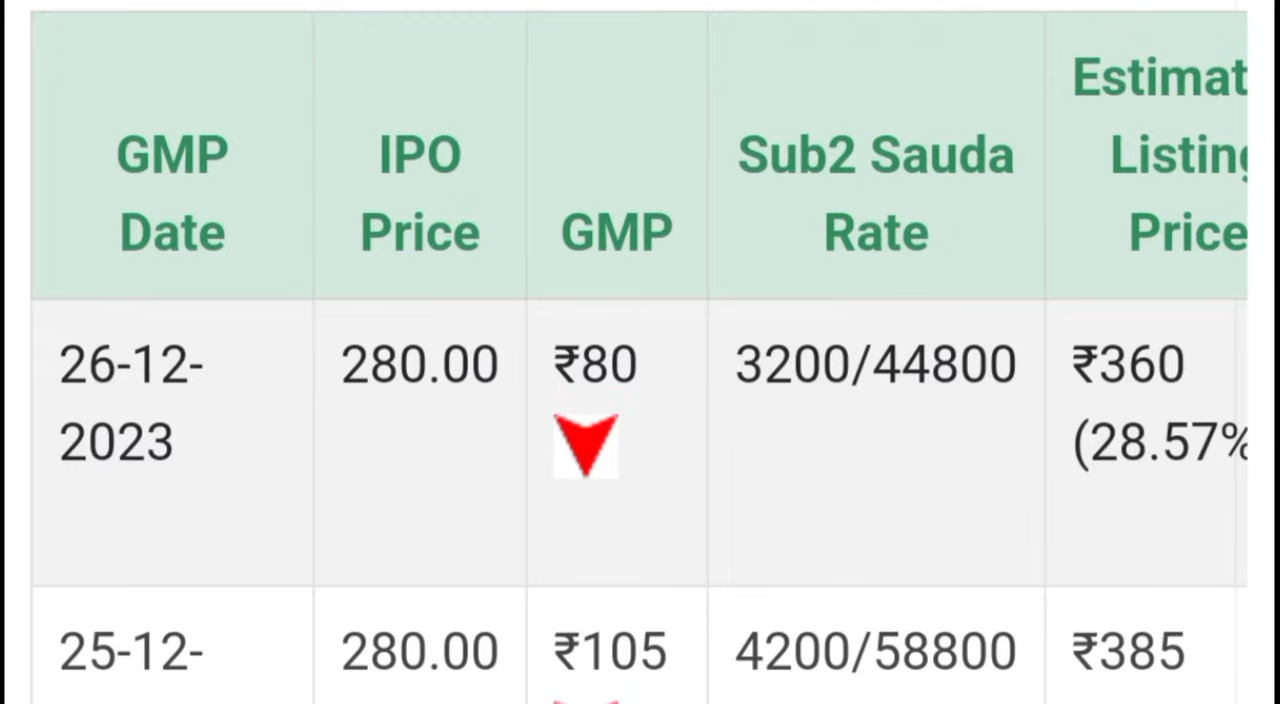 GMP Date
IPO Price
GMP
Sub2 Sauda Rate
Estimat
Listing
Price
26-12-
2023
280.00
₹80
3200/44800
₹360
(28.57%
25-12-
280.00
₹105
4200/58800
₹385